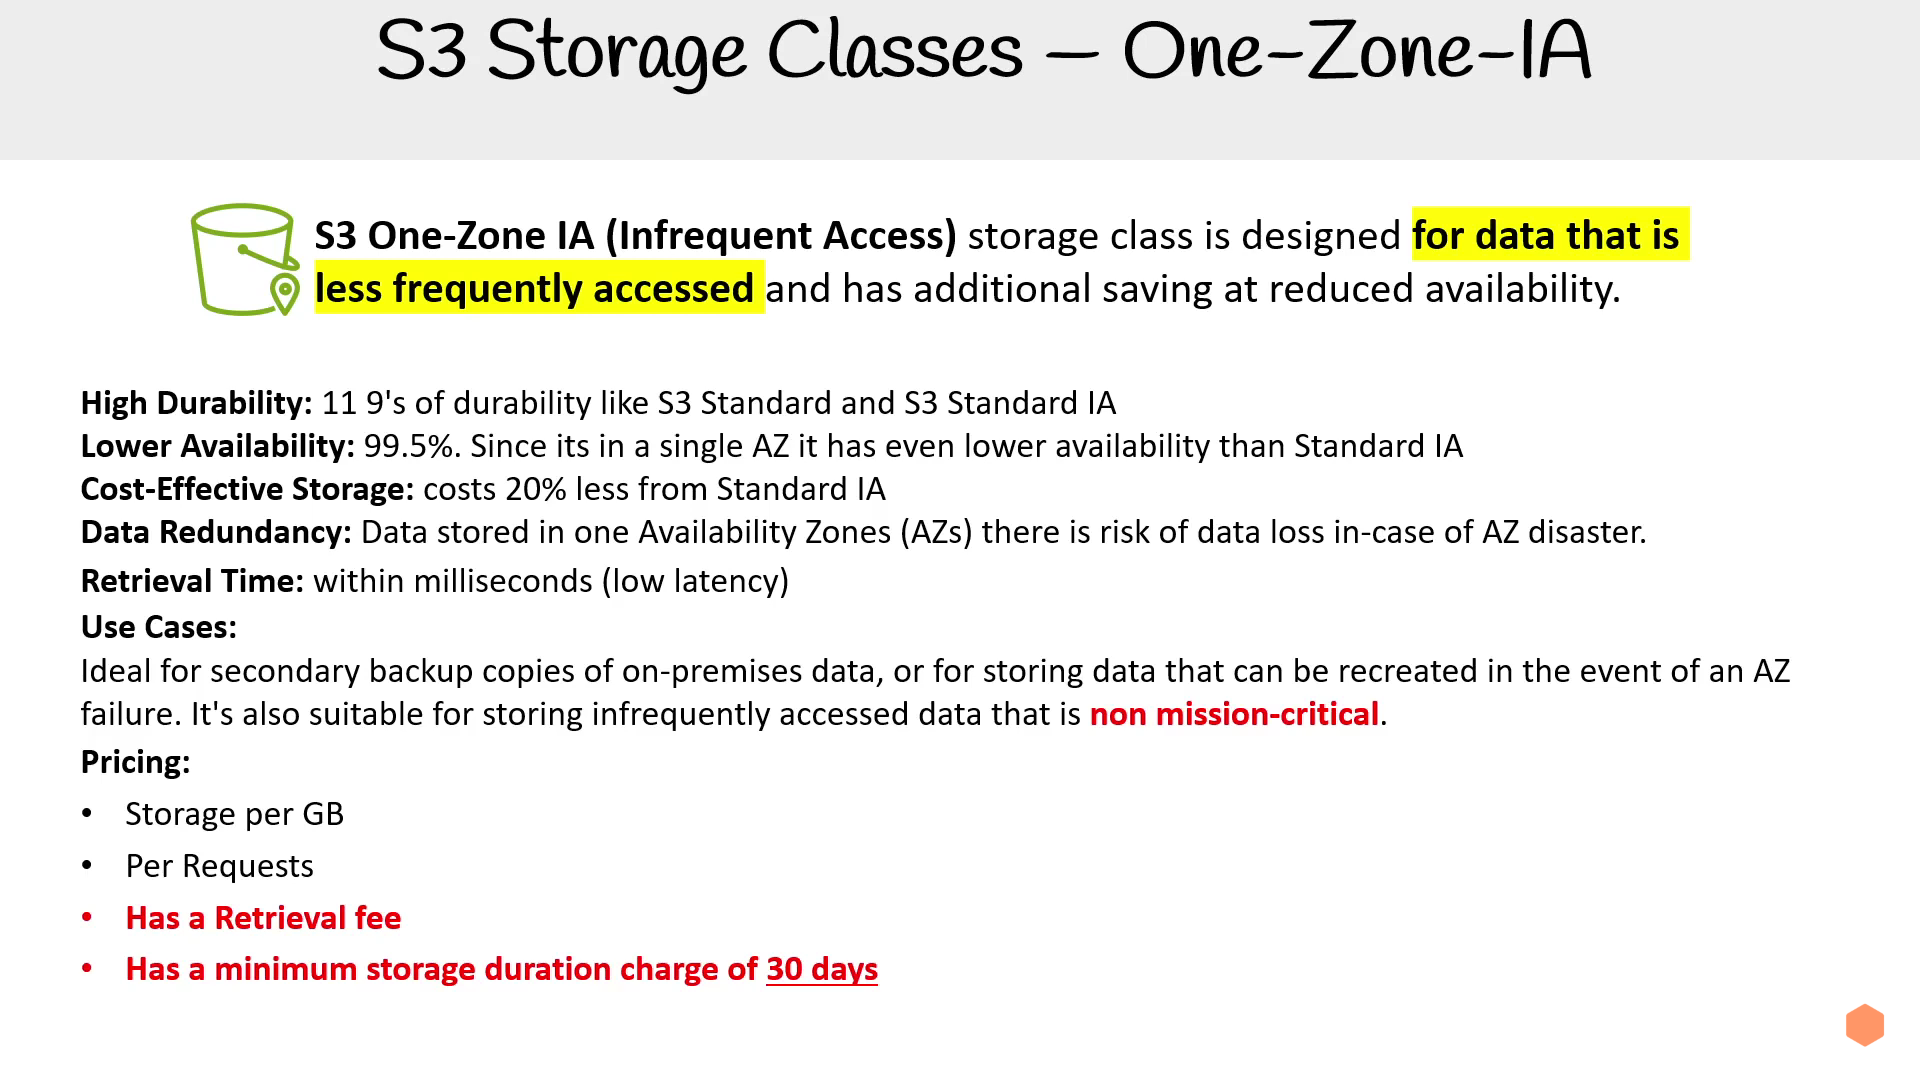 S3 Storage Classes – One-Zone-IA
S3 One-Zone IA (Infrequent Access) storage class is designed for data that is
less frequently accessed and has additional saving at reduced availability.
High Durability: 11 9's of durability like S3 Standard and S3 Standard IA
Lower Availability: 99.5%. Since its in a single AZ it has even lower availability than Standard IA
Cost-Effective Storage: costs 20% less from Standard IA
Data Redundancy: Data stored in one Availability Zones (AZs) there is risk of data loss in-case of AZ disaster.
Retrieval Time: within milliseconds (low latency)
Use Cases:
Ideal for secondary backup copies of on-premises data, or for storing data that can be recreated in the event of an AZ
failure. It's also suitable for storing infrequently accessed data that is non mission-critical.
Pricing:
• Storage per GB
• Per Requests
• Has a Retrieval fee
• Has a minimum storage duration charge of 30 days